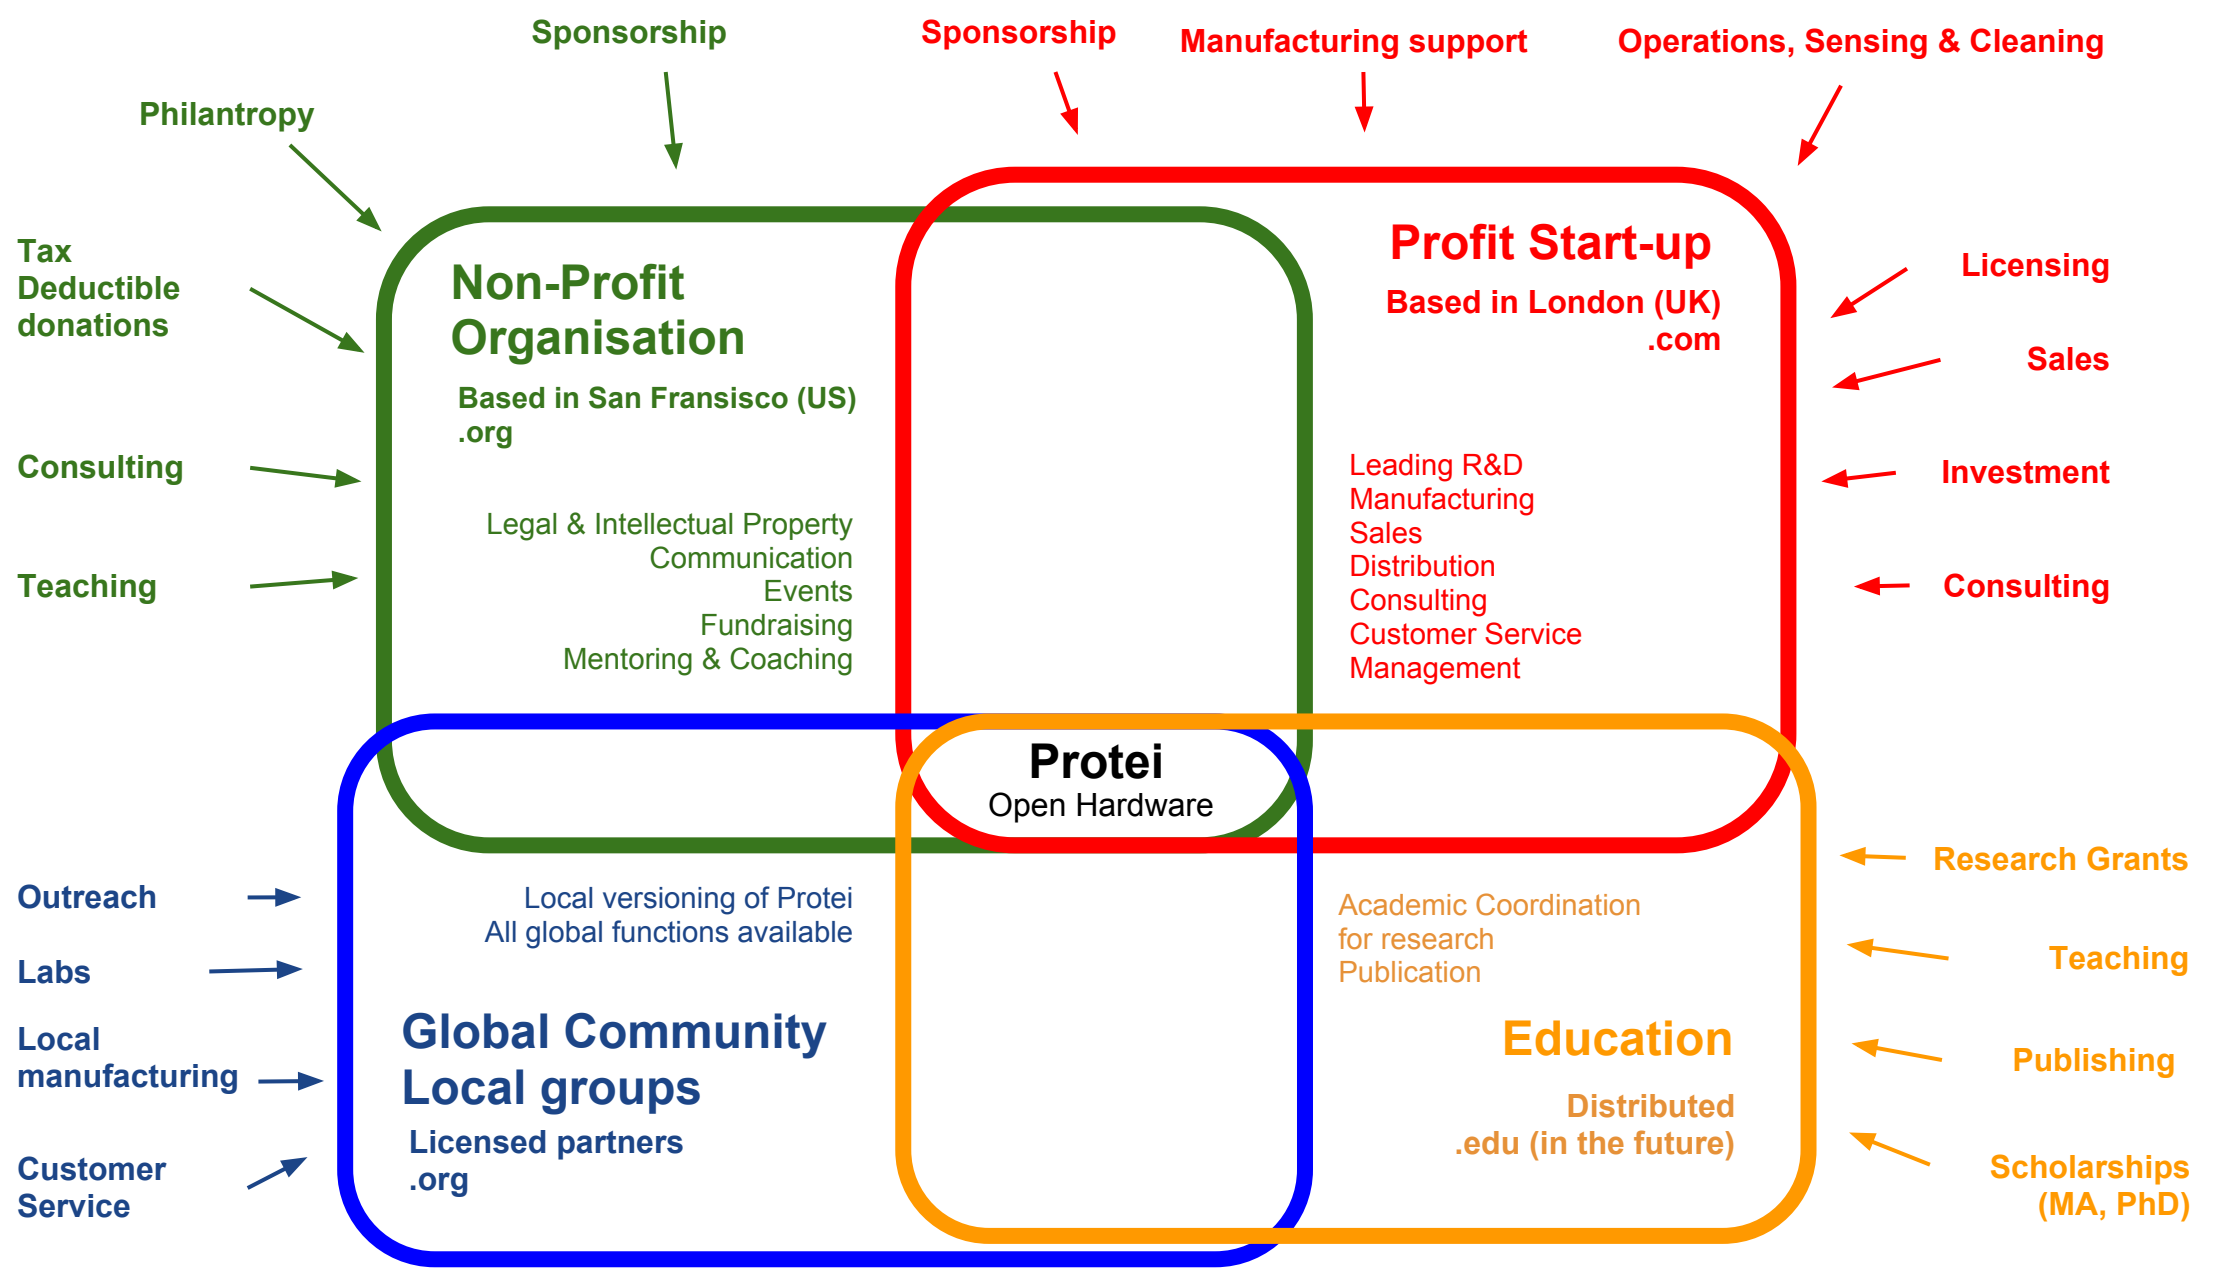 Sponsorship
Sponsorship
Manufacturing support
Operations, Sensing & Cleaning
Philantropy
Tax
Deductible
donations
Consulting
Teaching
Non-Profit
Organisation
Based in San Fransisco (US)
.org
Legal & Intellectual Property
Communication
Events
Fundraising
Mentoring & Coaching
Profit Start-up
Based in London (UK)
.com
Leading R&D
Manufacturing
Sales
Distribution
Consulting
Customer Service
Management
Licensing
Sales
Investment
Consulting
Protei
Open Hardware
Outreach
Labs
Local
manufacturing
Customer
Service
Local versioning of Protei
All global functions available
Global Community
Local groups
Licensed partners
.org
Academic Coordination
for research
Publication
Education
Distributed
.edu (in the future)
Research Grants
Teaching
Publishing
Scholarships
(MA, PhD)